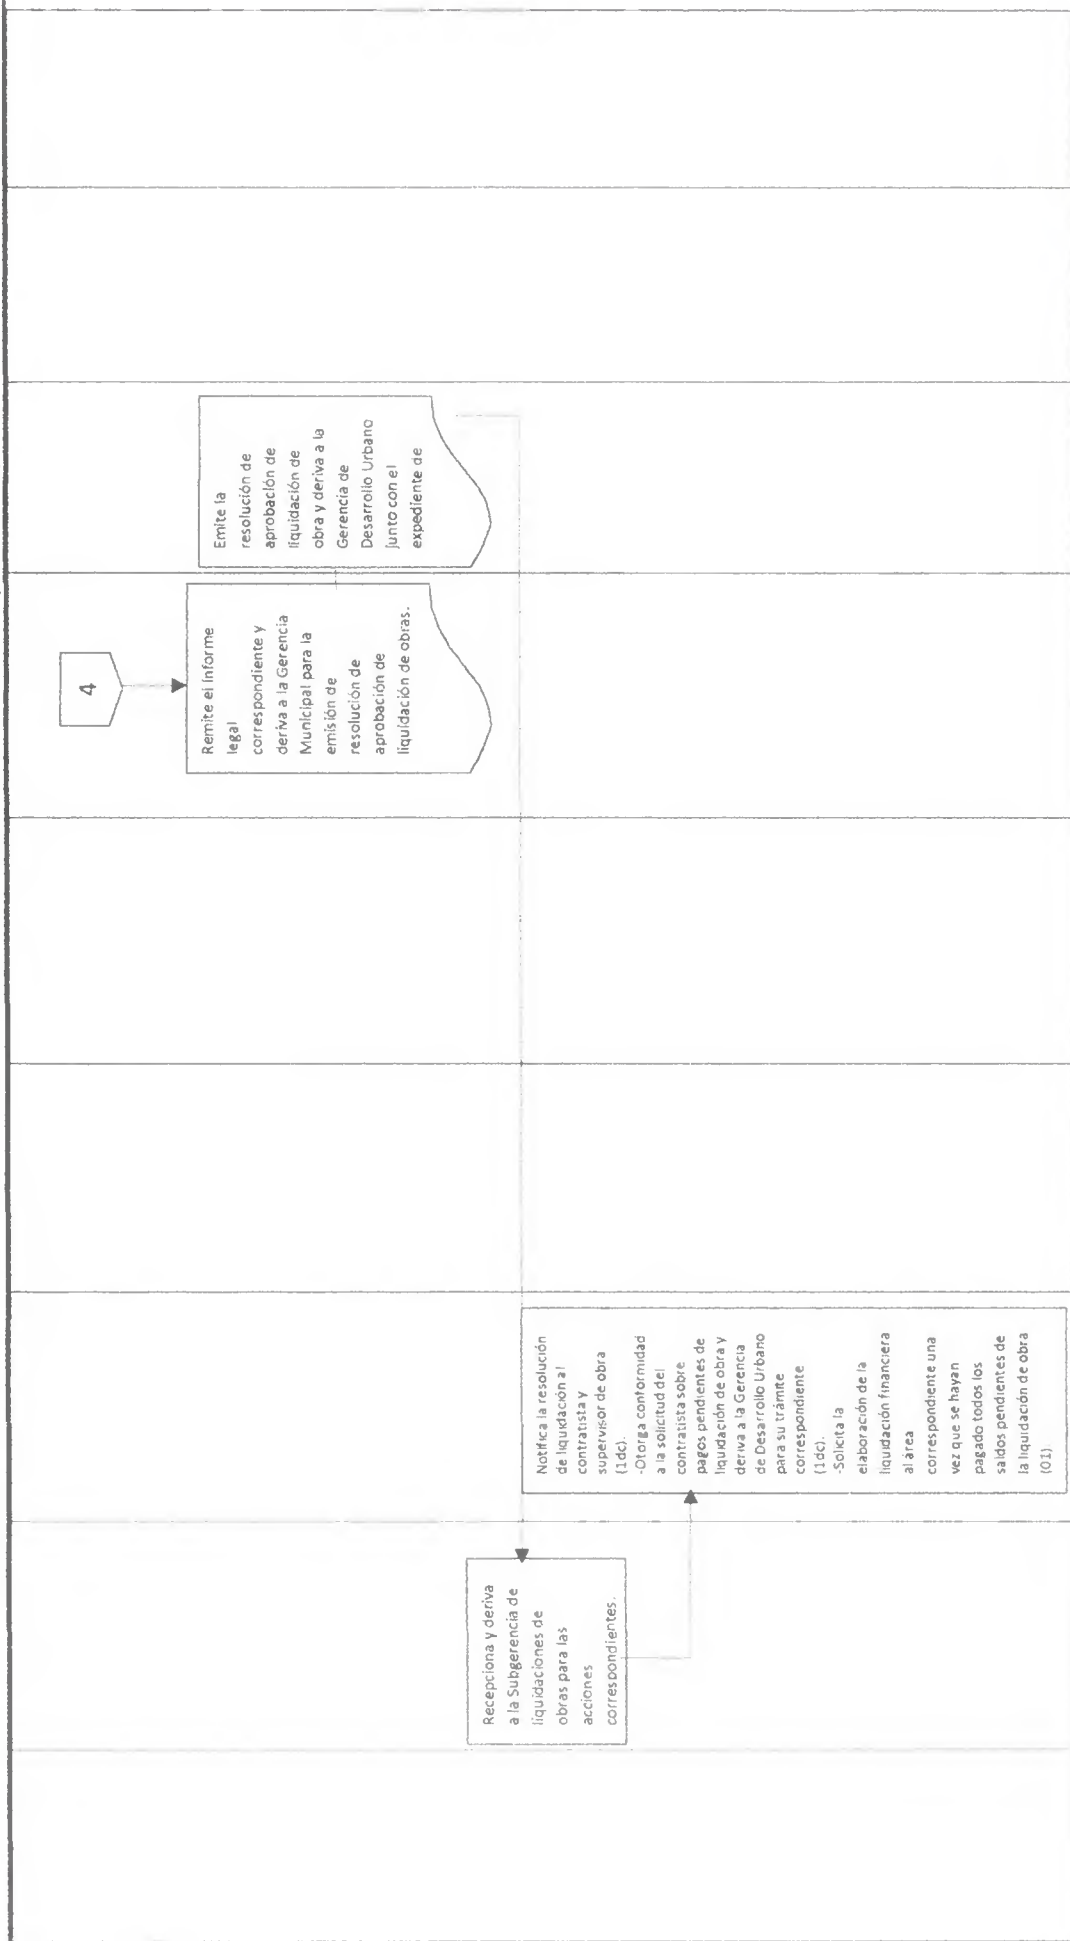 4
Remite el Informe
legal
correspondiente y
deriva a la Gerencia
Municipal para la
emisión de
resolución de
aprobación de
liquidación de obras.
Emite la
resolución de
aprobación de
liquidación de
obra y deriva a la
Gerencia de
Desarrollo Urbano
junto con el
expediente de
Recepciona y deriva
a la Subgerencia de
liquidaciones de
obras para las
acciones
correspondientes.
Notifica la resolución
de liquidación al
contratista y
supervisor de obra
(1dc).
-Otorga conformidad
a la solicitud del
contratista sobre
pagos pendientes de
liquidación de obra y
deriva a la Gerencia
de Desarrollo Urbano
para su trámite
correspondiente
(1dc).
-Solicita la
elaboración de la
liquidación financiera
al área
correspondiente una
vez que se hayan
pagado todos los
saldos pendientes de
la liquidación de obra
(01).